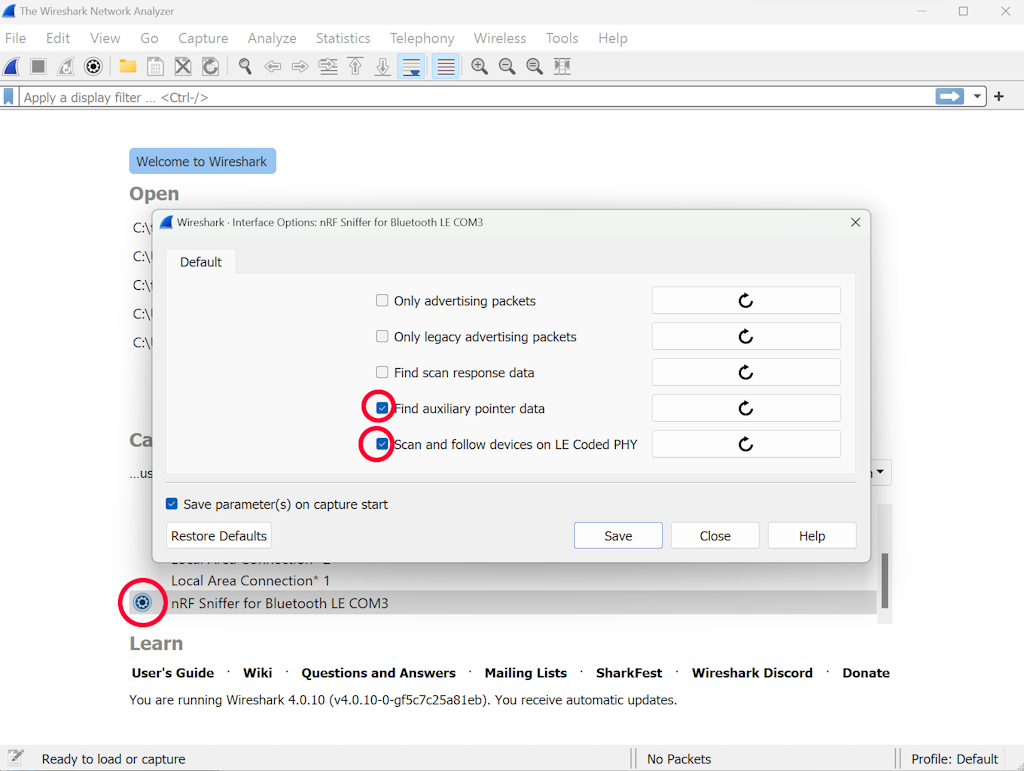 The Wireshark Network Analyzer
File Edit View Go Capture Analyze Statistics Telephony Wireless Tools Help
Apply a display filter ... <Ctrl-/>
Welcome to Wireshark
Open
C:\
C:\
C:\
C:\
C:\
Wireshark · Interface Options: nRF Sniffer for Bluetooth LE COM3
Default
Only advertising packets
Only legacy advertising packets
Find scan response data
Find auxiliary pointer data
Scan and follow devices on LE Coded PHY
Ca
...us
Save parameter(s) on capture start
Restore Defaults Save Close Help
Local Area Connection* 2
Local Area Connection* 1
nRF Sniffer for Bluetooth LE COM3
Learn
User's Guide · Wiki · Questions and Answers · Mailing Lists · SharkFest · Wireshark Discord · Donate
You are running Wireshark 4.0.10 (v4.0.10-0-gf5c7c25a81eb). You receive automatic updates.
Ready to load or capture No Packets Profile: Default